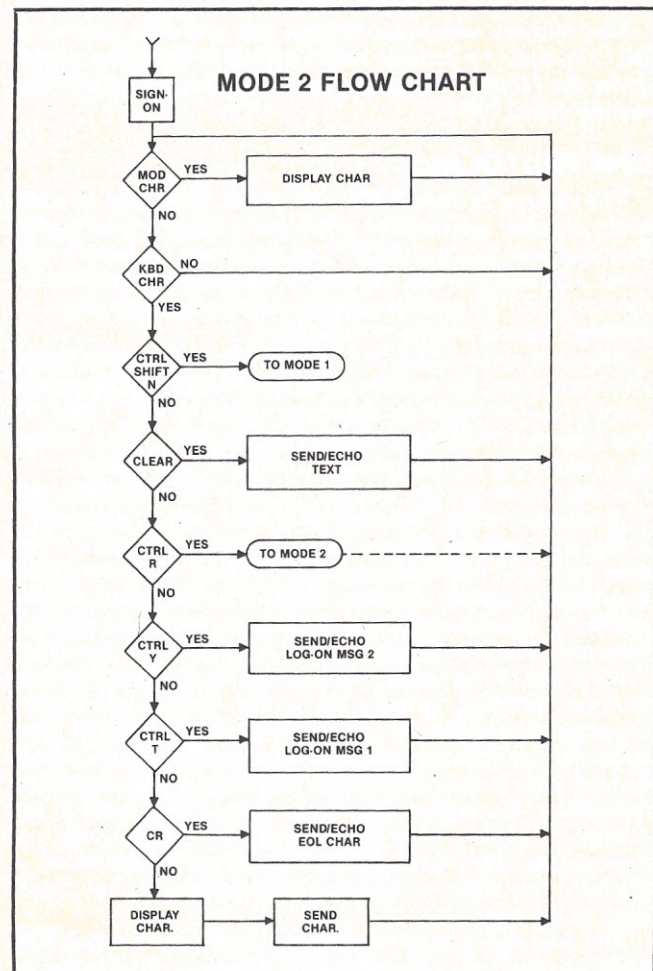 MODE 2 FLOW CHART
SIGN-
ON
MOD
CHR
YES
DISPLAY CHAR
NO
KBD
CHR
NO
YES
CTRL
SHIFT
N
YES
TO MODE 1
NO
CLEAR
YES
SEND/ECHO
TEXT
NO
CTRL
R
YES
TO MODE 2
NO
CTRL
Y
YES
SEND/ECHO
LOG-ON MSG 2
NO
CTRL
T
YES
SEND/ECHO
LOG-ON MSG 1
NO
CR
YES
SEND/ECHO
EOL CHAR
NO
DISPLAY
CHAR.
SEND
CHAR.